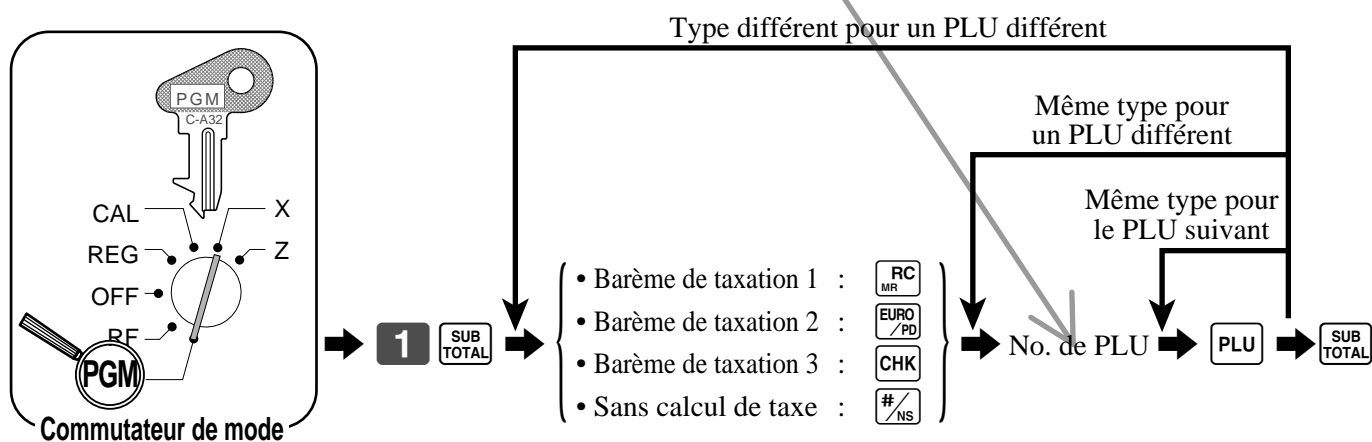 Type différent pour un PLU différent
PGM
C-A32
Même type pour
un PLU différent
Même type pour
le PLU suivant
CAL
X
REG
Z
OFF
RF
PGM
Commutateur de mode
1
SUB
TOTAL
• Barème de taxation 1 : RC
MR
• Barème de taxation 2 : EURO
/PD
• Barème de taxation 3 : CHK
• Sans calcul de taxe : #/NS
No. de PLU
PLU
SUB
TOTAL